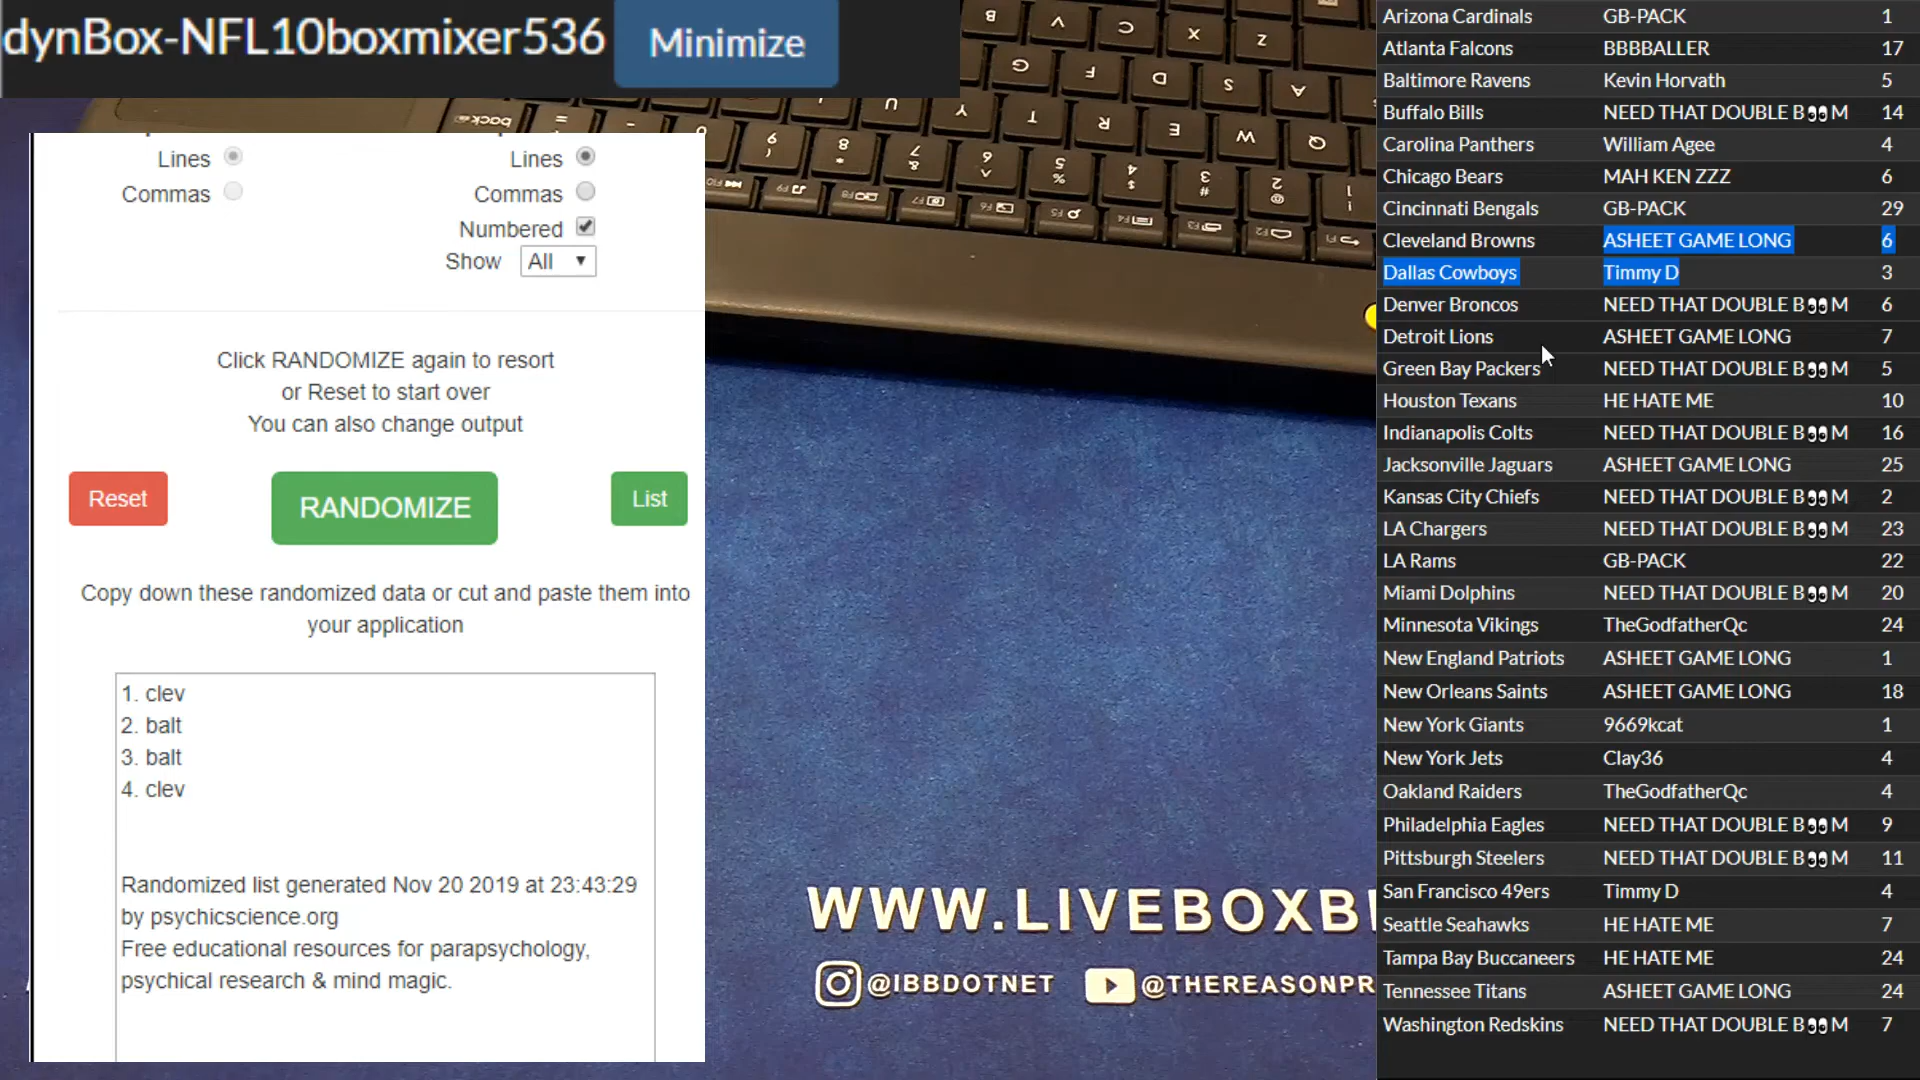 dynBox-NFL10boxmixer536 Minimize
Lines Lines
Commas Commas
Numbered
Show All
Click RANDOMIZE again to resort
or Reset to start over
You can also change output
Reset RANDOMIZE List
Copy down these randomized data or cut and paste them into
your application
1. clev
2. balt
3. balt
4. clev
Randomized list generated Nov 20 2019 at 23:43:29
by psychicscience.org
Free educational resources for parapsychology,
psychical research & mind magic.
WWW.LIVEBOXB
@IBBDOTNET @THEREASONPR
Arizona Cardinals GB-PACK 1
Atlanta Falcons BBBBALLER 17
Baltimore Ravens Kevin Horvath 5
Buffalo Bills NEED THAT DOUBLE B👀M 14
Carolina Panthers William Agee 4
Chicago Bears MAH KEN ZZZ 6
Cincinnati Bengals GB-PACK 29
Cleveland Browns ASHEET GAME LONG 6
Dallas Cowboys Timmy D 3
Denver Broncos NEED THAT DOUBLE B👀M 6
Detroit Lions ASHEET GAME LONG 7
Green Bay Packers NEED THAT DOUBLE B👀M 5
Houston Texans HE HATE ME 10
Indianapolis Colts NEED THAT DOUBLE B👀M 16
Jacksonville Jaguars ASHEET GAME LONG 25
Kansas City Chiefs NEED THAT DOUBLE B👀M 2
LA Chargers NEED THAT DOUBLE B👀M 23
LA Rams GB-PACK 22
Miami Dolphins NEED THAT DOUBLE B👀M 20
Minnesota Vikings TheGodfatherQc 24
New England Patriots ASHEET GAME LONG 1
New Orleans Saints ASHEET GAME LONG 18
New York Giants 9669kcat 1
New York Jets Clay36 4
Oakland Raiders TheGodfatherQc 4
Philadelphia Eagles NEED THAT DOUBLE B👀M 9
Pittsburgh Steelers NEED THAT DOUBLE B👀M 11
San Francisco 49ers Timmy D 4
Seattle Seahawks HE HATE ME 7
Tampa Bay Buccaneers HE HATE ME 24
Tennessee Titans ASHEET GAME LONG 24
Washington Redskins NEED THAT DOUBLE B👀M 7